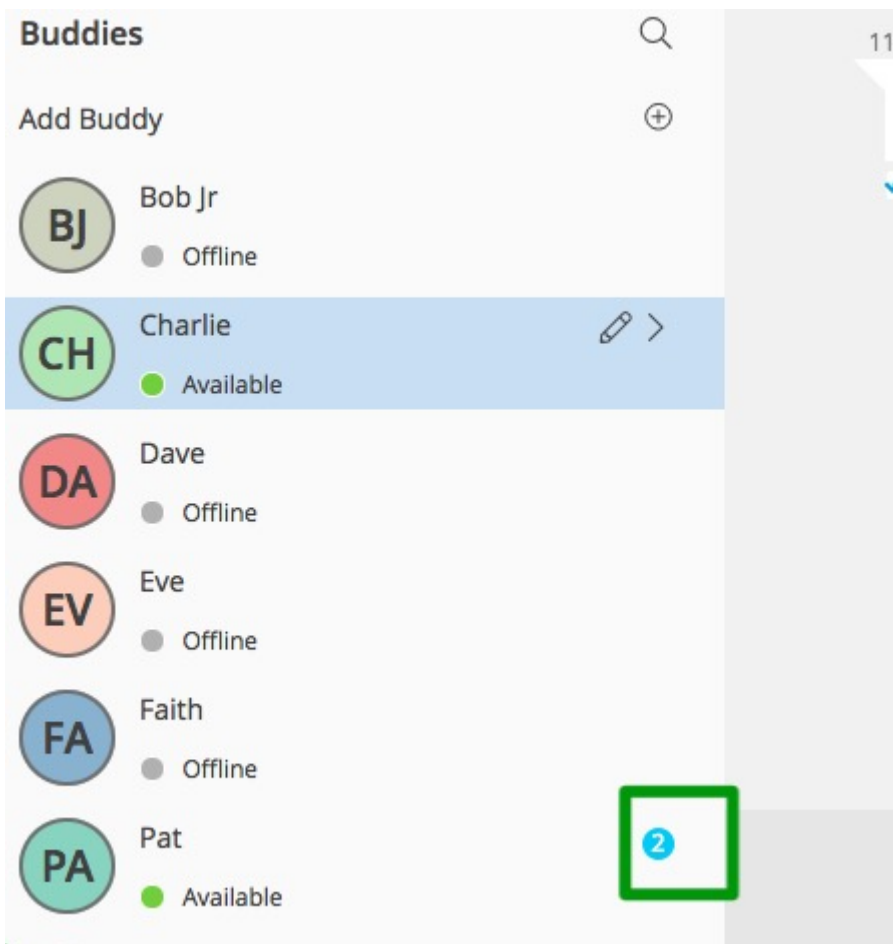 Buddies
11
Add Buddy
BJ
Bob Jr
Offline
CH
Charlie
Available
DA
Dave
Offline
EV
Eve
Offline
FA
Faith
Offline
PA
Pat
2
Available